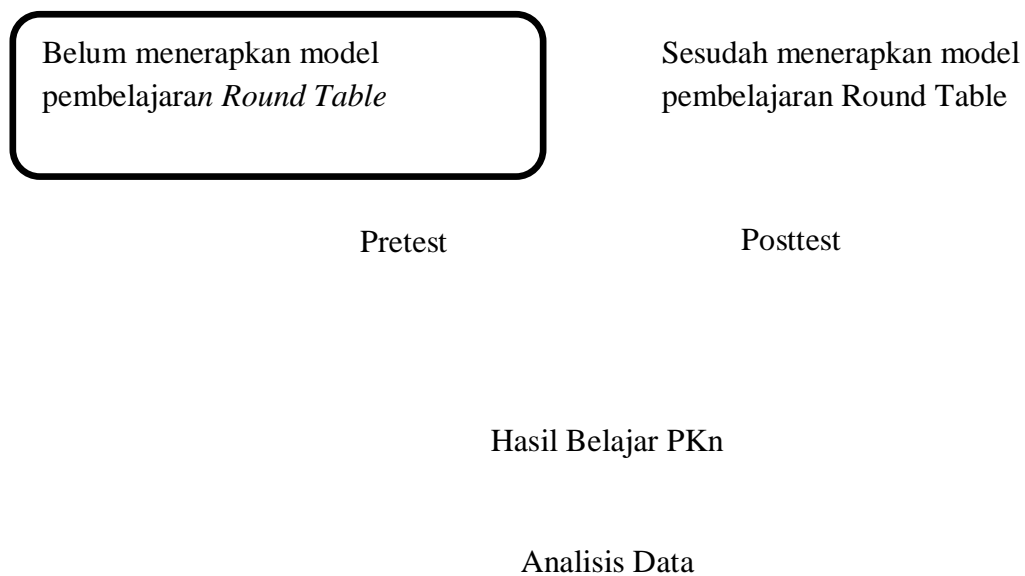 Belum menerapkan model
pembelajaran Round Table
Sesudah menerapkan model
pembelajaran Round Table
Pretest
Posttest
Hasil Belajar PKn
Analisis Data